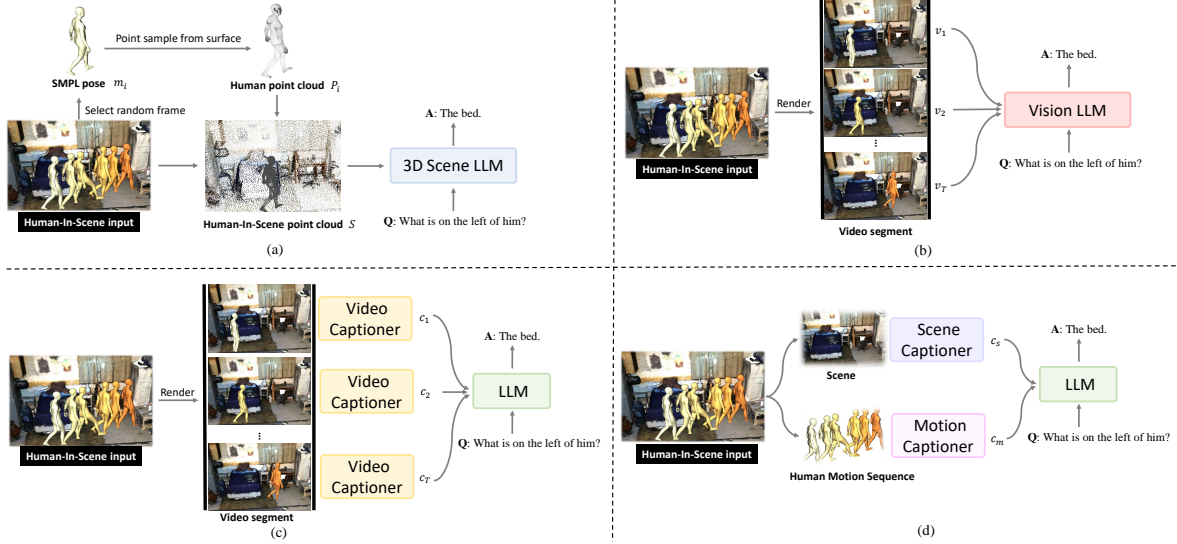 Point sample from surface
SMPL pose m_i
Human point cloud P_i
Select random frame
A: The bed.
3D Scene LLM
Human-In-Scene input
Human-In-Scene point cloud S
Q: What is on the left of him?
(a)
v_1
A: The bed.
Render
v_2
Vision LLM
⋮
Human-In-Scene input
Q: What is on the left of him?
v_T
Video segment
(b)
Video Captioner
c_1
A: The bed.
Render
Video Captioner
c_2
LLM
⋮
Human-In-Scene input
Q: What is on the left of him?
Video Captioner
c_T
Video segment
(c)
Scene Captioner
c_s
A: The bed.
Scene
LLM
Motion Captioner
c_m
Human-In-Scene input
Q: What is on the left of him?
Human Motion Sequence
(d)